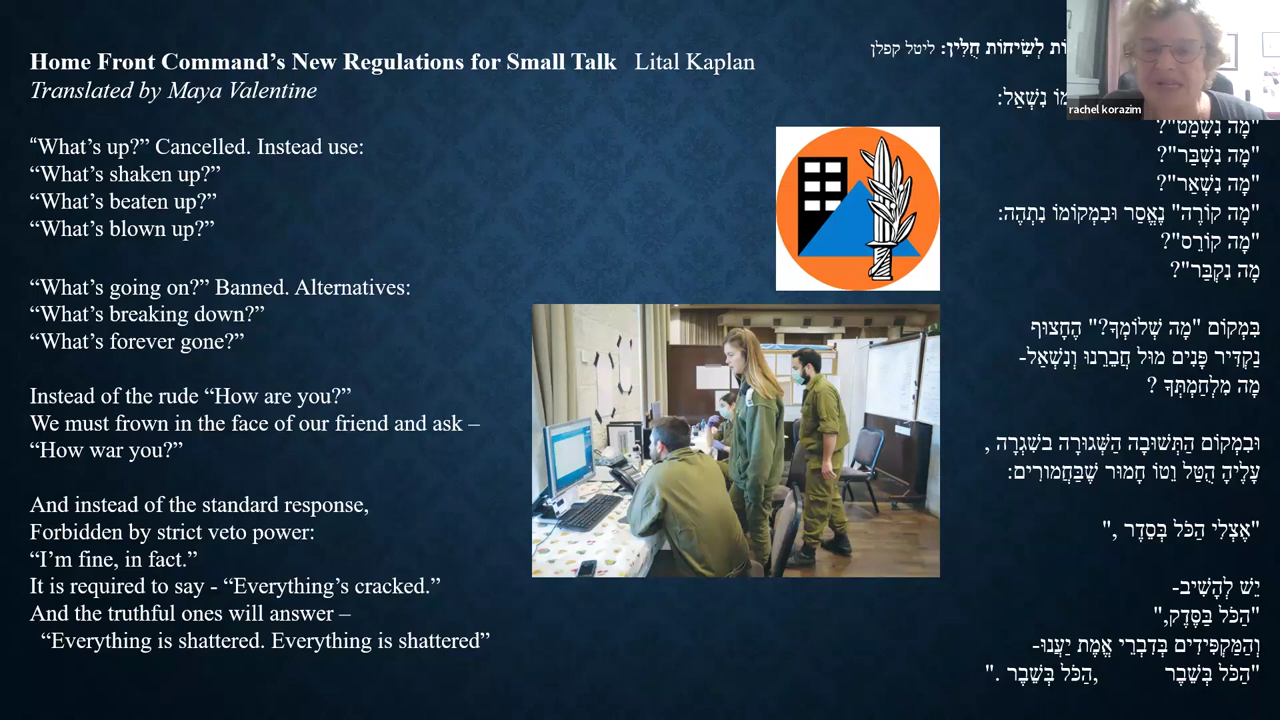 Home Front Command’s New Regulations for Small Talk Lital Kaplan
Translated by Maya Valentine
“What’s up?” Cancelled. Instead use:
“What’s shaken up?”
“What’s beaten up?”
“What’s blown up?”
“What’s going on?” Banned. Alternatives:
“What’s breaking down?”
“What’s forever gone?”
Instead of the rude “How are you?”
We must frown in the face of our friend and ask –
“How war you?”
And instead of the standard response,
Forbidden by strict veto power:
“I’m fine, in fact.”
It is required to say - “Everything’s cracked.”
And the truthful ones will answer –
“Everything is shattered. Everything is shattered”
לְשִׂיחוֹת חֻלִּין: ליטל קפלן
נִשְׁאַל:
"מָה נִשְׁמַט"?
"מָה נִשְׁבַּר"?
"מָה נִשְׁאַר"?
"מָה קוֹרֶה" נֶאֱסַר וּבִמְקוֹמוֹ נִתְהֶה:
"מָה קוֹרֵס"?
מָה נִקְבַּר"?
בִּמְקוֹם "מָה שְׁלוֹמְךָ?" הֶחָצוּף
נַקְדִּיר פָּנִים מוּל חֲבֵרֵנוּ וְנִשְׁאַל-
מָה מִלְחַמְתְּךָ ?
וּבִמְקוֹם הַתְּשׁוּבָה הַשְּׁגוּרָה בשִׁגְרָה ,
עָלֶיהָ הֻטַּל וֵטוֹ חָמוּר שֶׁבַּחֲמוּרִים:
"אֶצְלִי הַכֹּל בְּסֵדֶר ,"
יֵשׁ לְהָשִׁיב-
"הַכֹּל בַּסֶּדֶק,"
וְהַמַּקְפִּידִים בְּדִבְרֵי אֱמֶת יַעֲנוּ-
"הַכֹּל בְּשֵׁבֶר ,הַכֹּל בְּשֵׁבֶר ."
rachel korazim